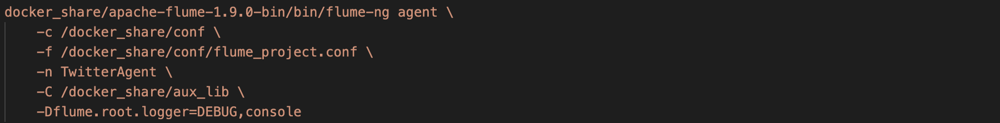 docker_share/apache-flume-1.9.0-bin/bin/flume-ng agent \
-c /docker_share/conf \
-f /docker_share/conf/flume_project.conf \
-n TwitterAgent \
-C /docker_share/aux_lib \
-Dflume.root.logger=DEBUG,console